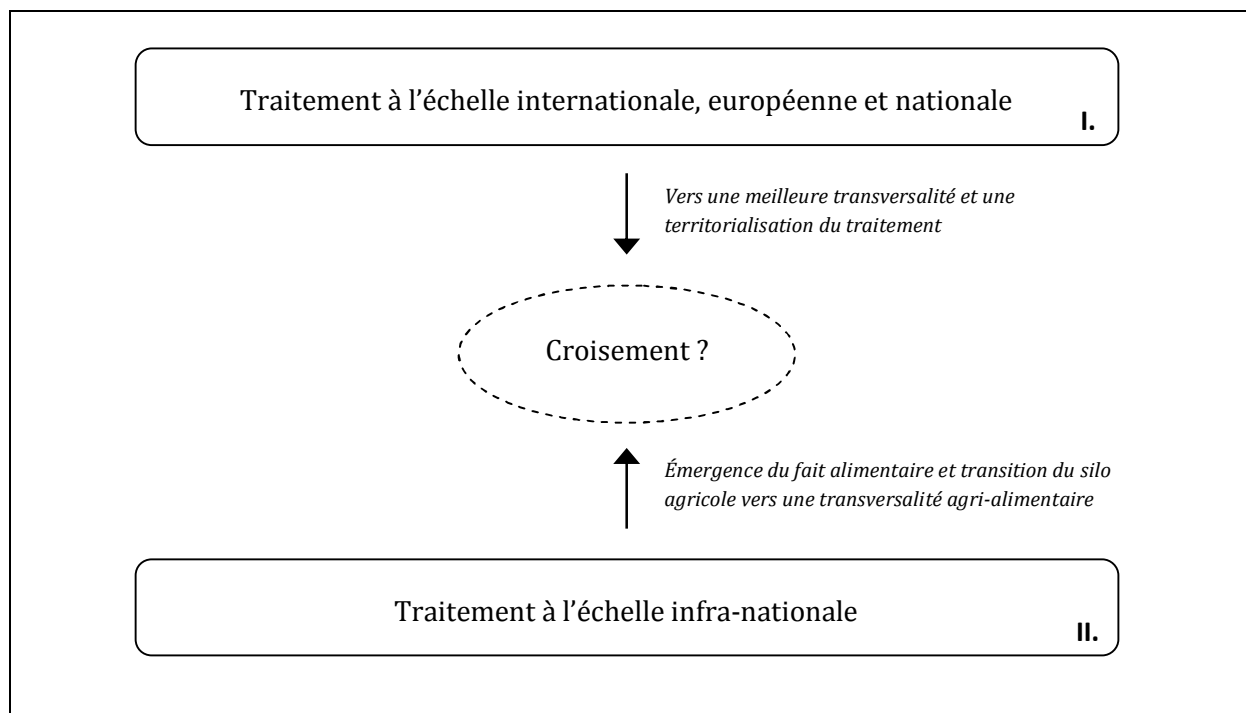 Traitement à l’échelle internationale, européenne et nationale
I.
Vers une meilleure transversalité et une
territorialisation du traitement
Croisement ?
Émergence du fait alimentaire et transition du silo
agricole vers une transversalité agri-alimentaire
Traitement à l’échelle infra-nationale
II.